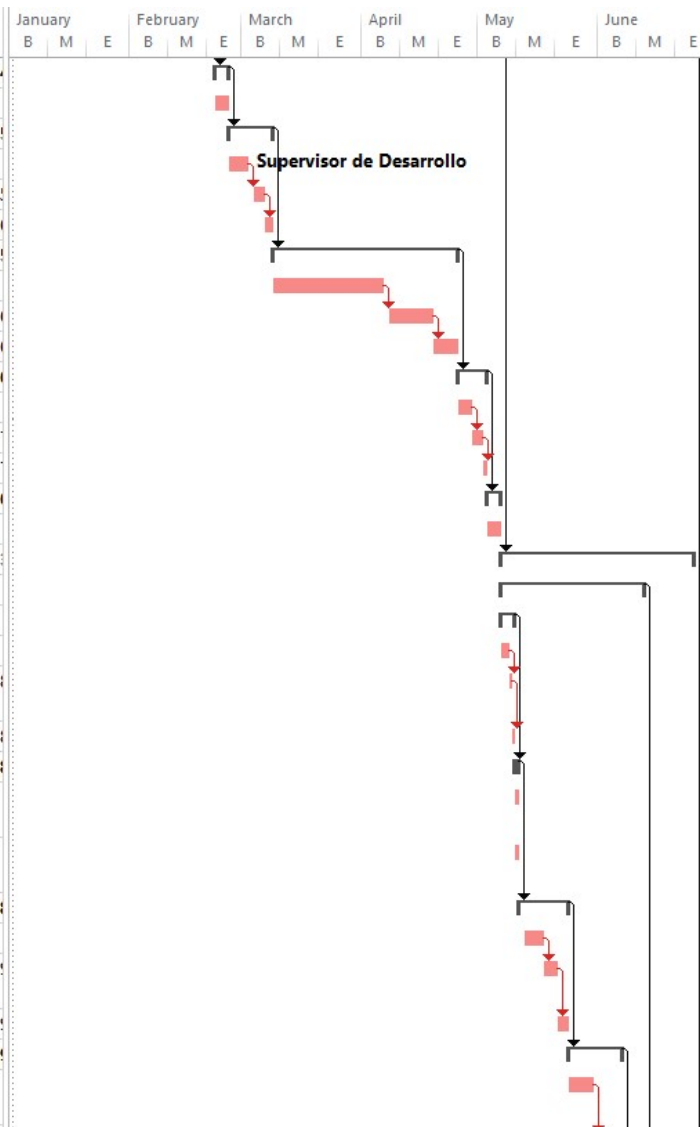 January February March April May June
B M E B M E B M E B M E B M E B M E
Supervisor de Desarrollo